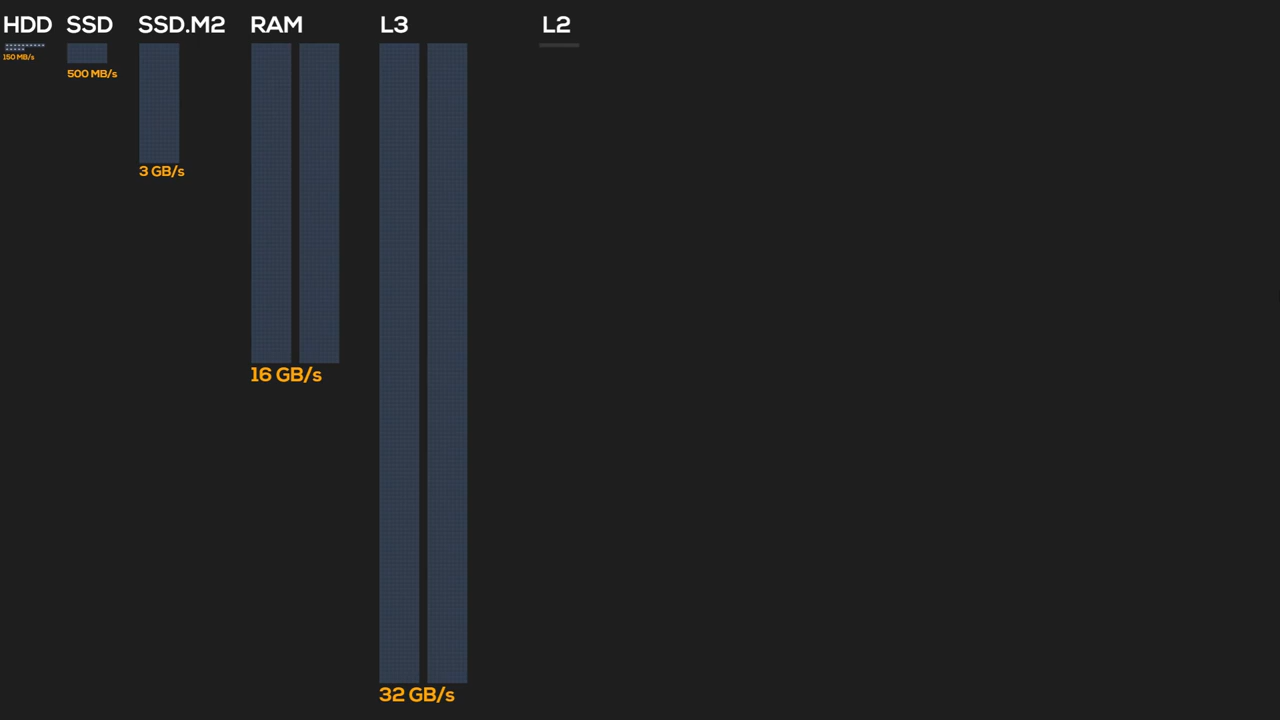 HDD SSD SSD.M2 RAM L3 L2
150 MB/s
500 MB/s
3 GB/s
16 GB/s
32 GB/s